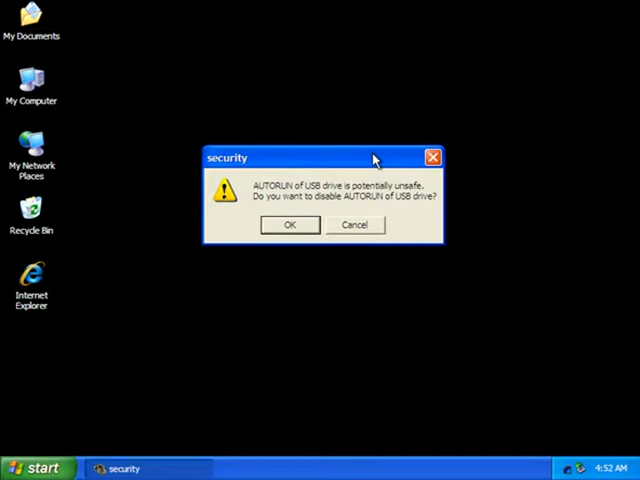 My Documents
My Computer
My Network
Places
Recycle Bin
Internet
Explorer
security
AUTORUN of USB drive is potentially unsafe.
Do you want to disable AUTORUN of USB drive?
OK
Cancel
start
security
4:52 AM